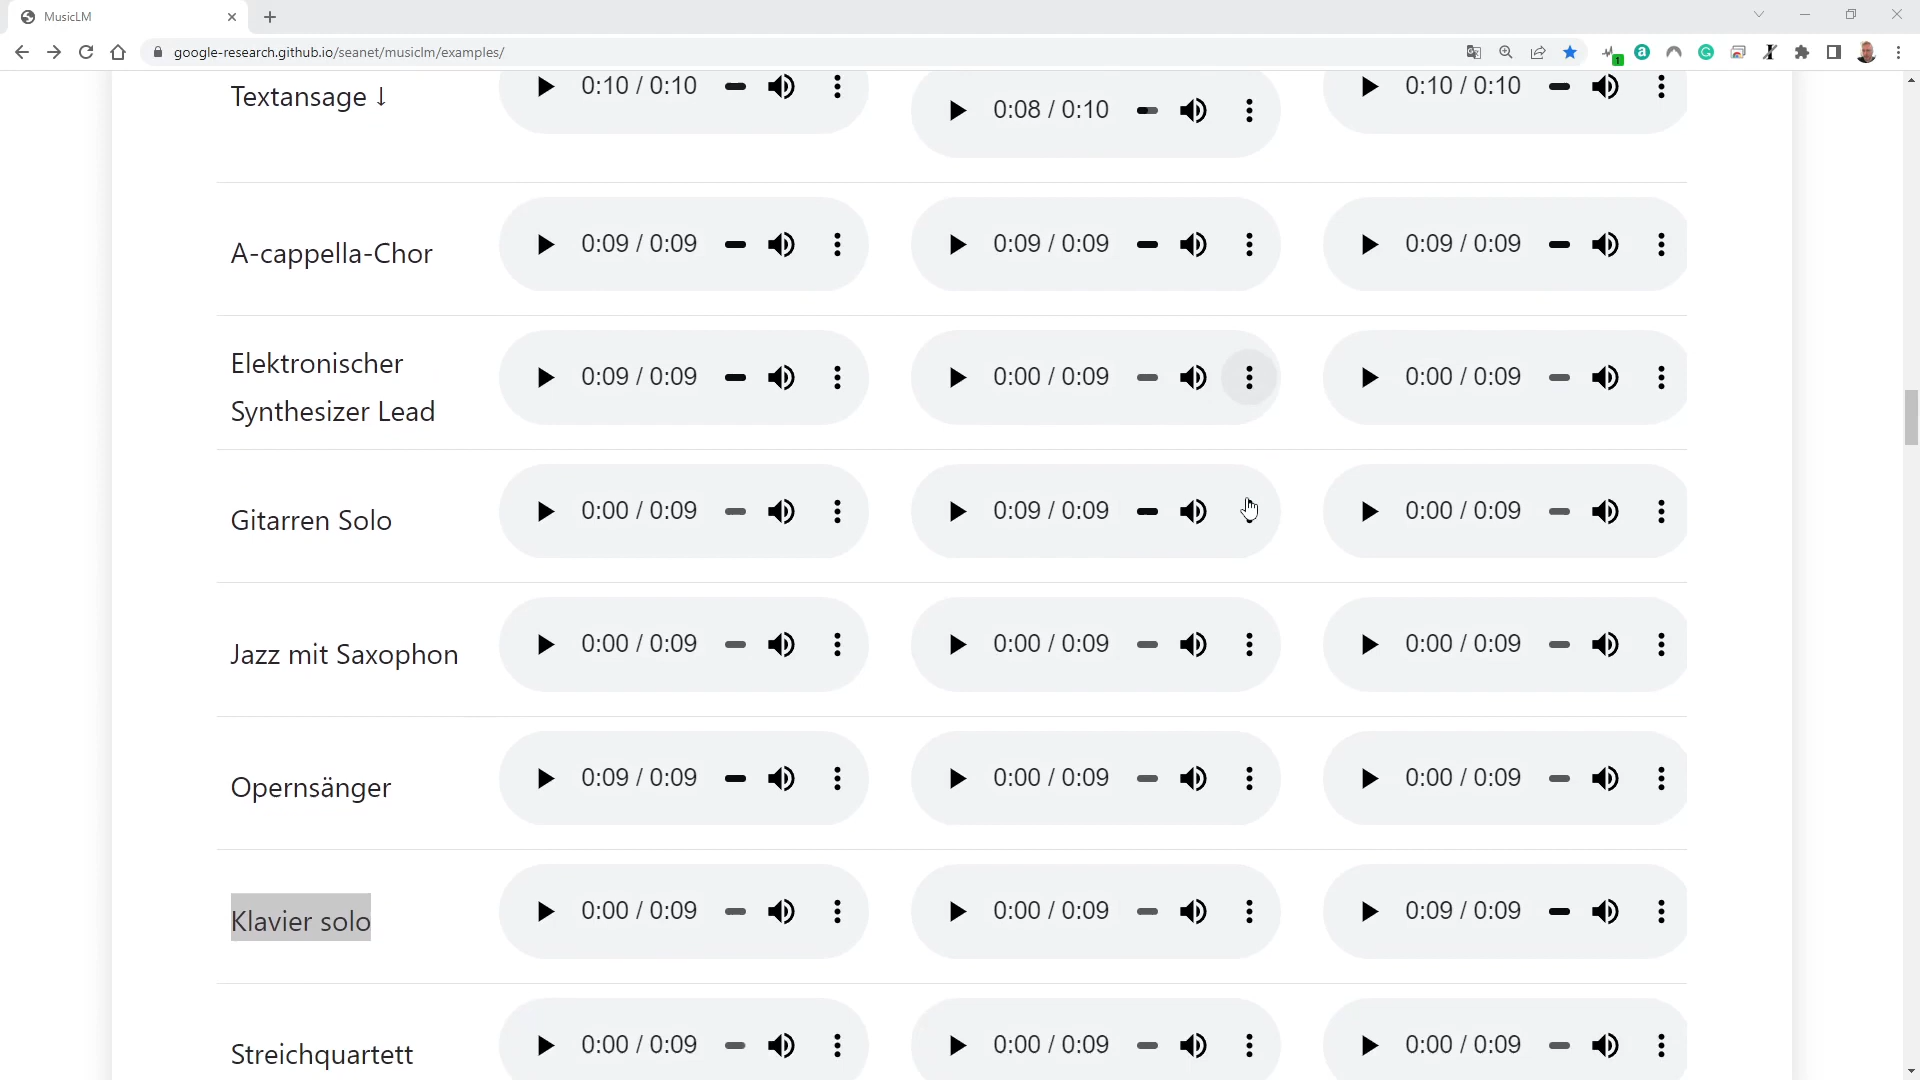 MusicLM
google-research.github.io/seanet/musiclm/examples/
1
Textansage ↓
0:10 / 0:10
0:08 / 0:10
0:10 / 0:10
A-cappella-Chor
0:09 / 0:09
0:09 / 0:09
0:09 / 0:09
Elektronischer
Synthesizer Lead
0:09 / 0:09
0:00 / 0:09
0:00 / 0:09
Gitarren Solo
0:00 / 0:09
0:09 / 0:09
0:00 / 0:09
Jazz mit Saxophon
0:00 / 0:09
0:00 / 0:09
0:00 / 0:09
Opernsänger
0:09 / 0:09
0:00 / 0:09
0:00 / 0:09
Klavier solo
0:00 / 0:09
0:00 / 0:09
0:09 / 0:09
Streichquartett
0:00 / 0:09
0:00 / 0:09
0:00 / 0:09